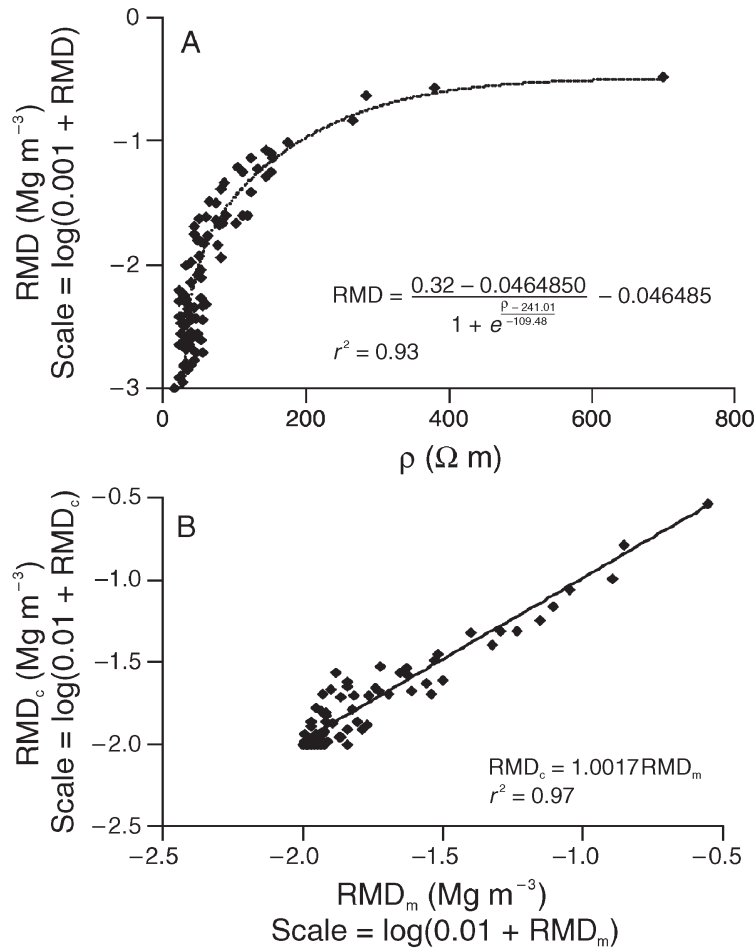 A
RMD (Mg m⁻³)
Scale = log(0.001 + RMD)
0
−1
−2
−3
RMD = (0.32 − 0.0464850) / (1 + e^((ρ − 241.01) / −109.48)) − 0.046485
r² = 0.93
0 200 400 600 800
ρ (Ω m)
B
RMDc (Mg m⁻³)
Scale = log(0.01 + RMDc)
−0.5
−1.0
−1.5
−2.0
−2.5
RMDc = 1.0017RMDm
r² = 0.97
−2.5 −2.0 −1.5 −1.0 −0.5
RMDm (Mg m⁻³)
Scale = log(0.01 + RMDm)